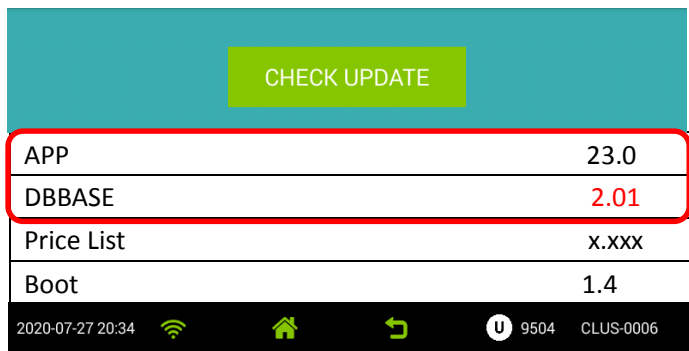 CHECK UPDATE
APP 23.0
DBBASE 2.01
Price List x.xxx
Boot 1.4
2020-07-27 20:34 U 9504 CLUS-0006